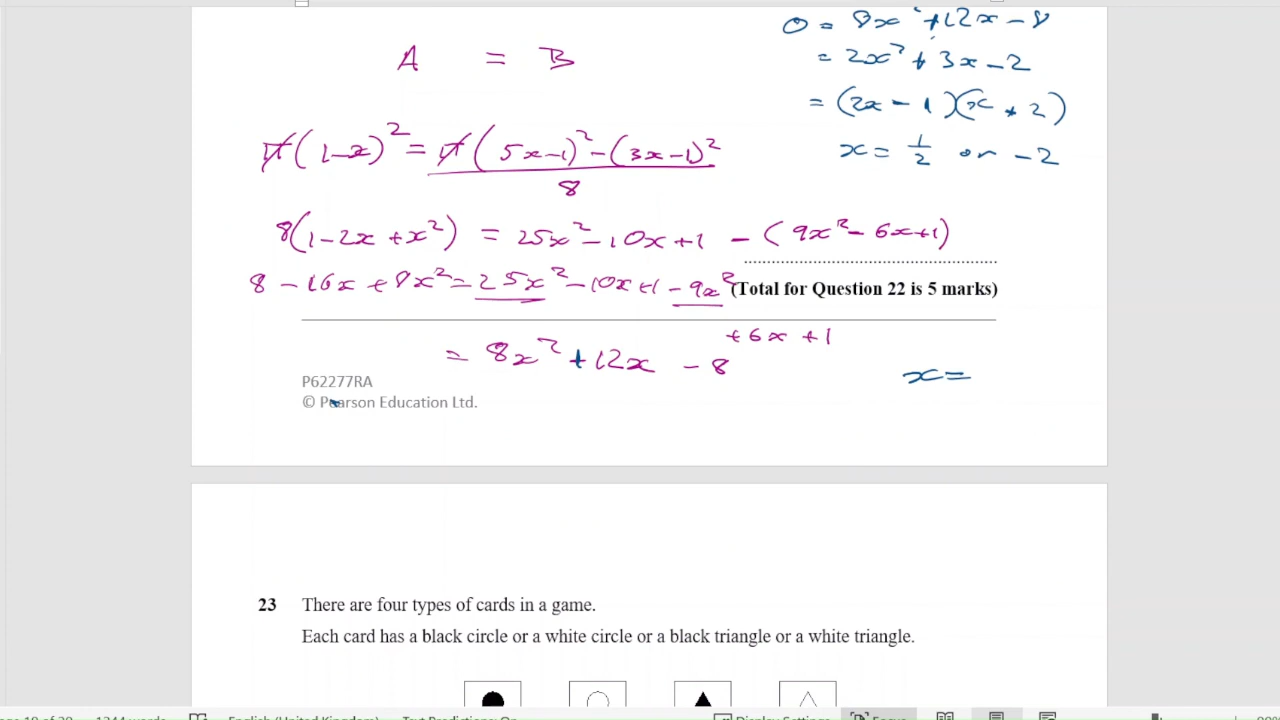 0 = 8x² + 12x - 8
= 2x² + 3x - 2
= (2x - 1)(x + 2)
x = 1/2 or -2
A = B
π(1-x)² = π((5x-1)² - (3x-1)²)/8
8(1-2x+x²) = 25x² - 10x + 1 - (9x² - 6x + 1)
8 - 16x + 8x² = 25x² - 10x + 1 - 9x²
+ 6x + 1
(Total for Question 22 is 5 marks)
= 8x² + 12x - 8
x =
P62277RA
© Pearson Education Ltd.
23 There are four types of cards in a game.
Each card has a black circle or a white circle or a black triangle or a white triangle.